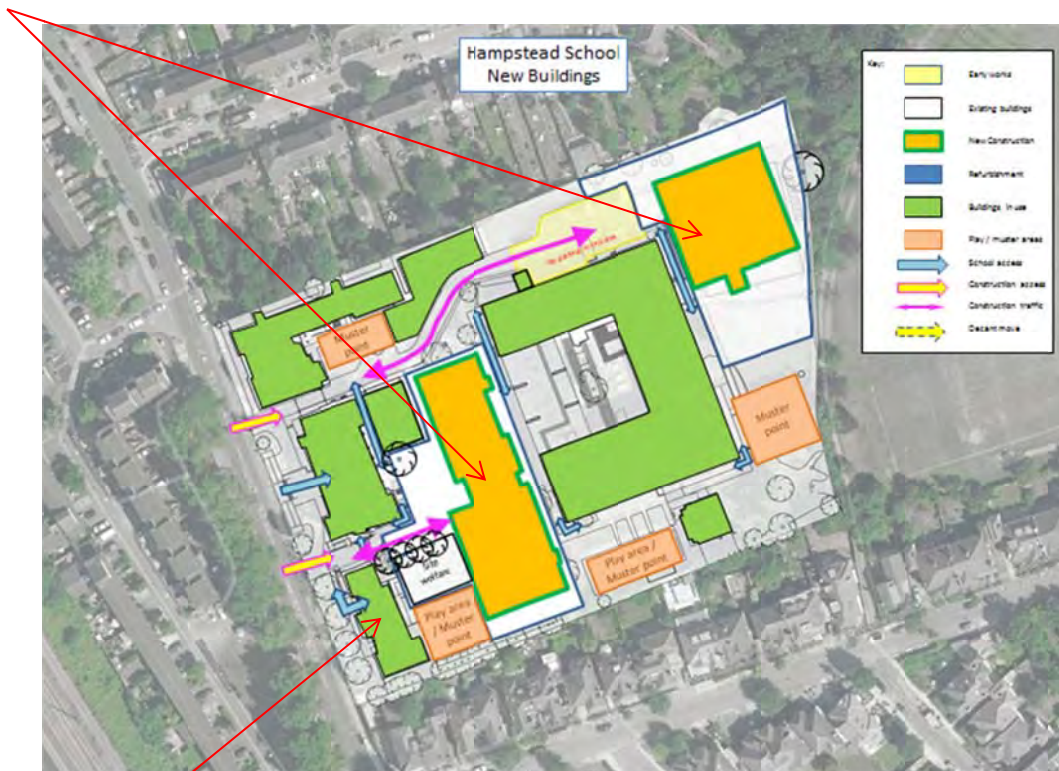 Hampstead School
New Buildings
Key:
Early works
Existing buildings
New Construction
Refurbishment
Buildings in use
Play / muster areas
School access
Construction access
Construction traffic
Decant move
Muster
point
Muster
point
Site
welfare
Play area
/ Muster
point
Play area /
Muster point